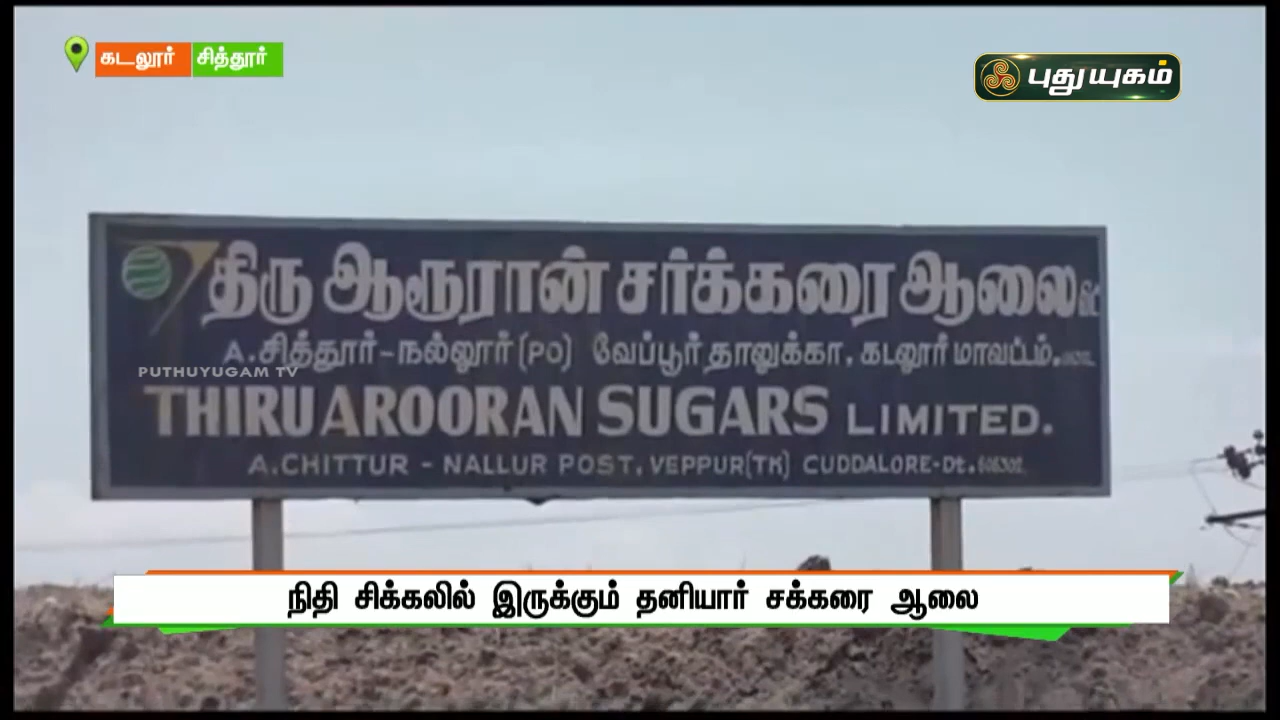 கடலூர் சித்தூர்
புதுயுகம்
திரு ஆரூரான் சர்க்கரை ஆலை
A.சித்தூர்-நல்லூர் (PO) வேப்பூர் தாலுக்கா, கடலூர் மாவட்டம்.
PUTHUYUGAM TV
THIRU AROORAN SUGARS LIMITED.
A.CHITTUR - NALLUR POST, VEPPUR(TK) CUDDALORE-Dt.
நிதி சிக்கலில் இருக்கும் தனியார் சக்கரை ஆலை